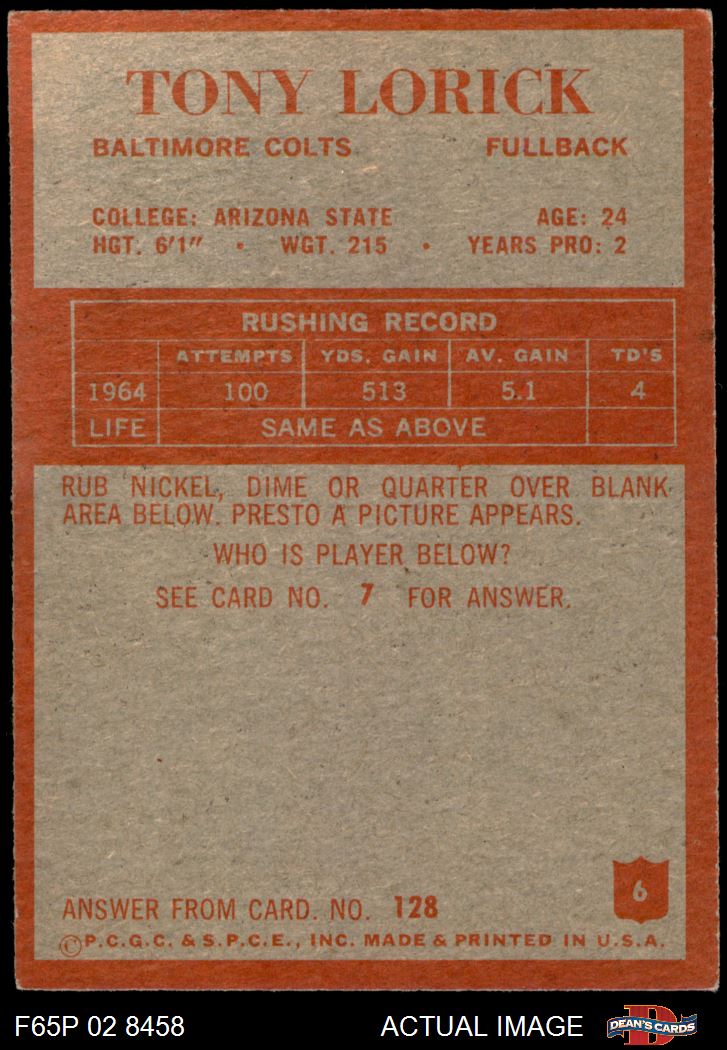 TONY LORICK
BALTIMORE COLTS FULLBACK
COLLEGE: ARIZONA STATE AGE: 24
HGT. 6'1" • WGT. 215 • YEARS PRO: 2
RUSHING RECORD
ATTEMPTS YDS. GAIN AV. GAIN TD'S
1964 100 513 5.1 4
LIFE SAME AS ABOVE
RUB NICKEL, DIME OR QUARTER OVER BLANK
AREA BELOW. PRESTO A PICTURE APPEARS.
WHO IS PLAYER BELOW?
SEE CARD NO. 7 FOR ANSWER.
6
ANSWER FROM CARD. NO. 128
©P.C.G.C. & S.P.C.E., INC. MADE & PRINTED IN U.S.A.
F65P 02 8458 ACTUAL IMAGE D DEAN'S CARDS